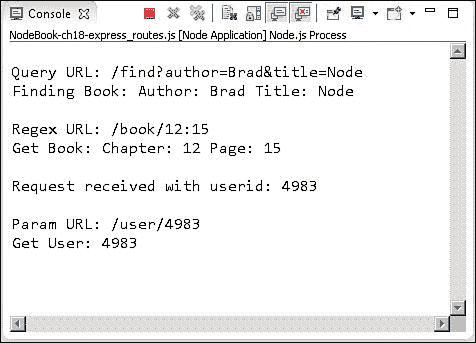 Console
NodeBook-ch18-express_routes.js [Node Application] Node.js Process
Query URL: /find?author=Brad&title=Node
Finding Book: Author: Brad Title: Node
Regex URL: /book/12:15
Get Book: Chapter: 12 Page: 15
Request received with userid: 4983
Param URL: /user/4983
Get User: 4983